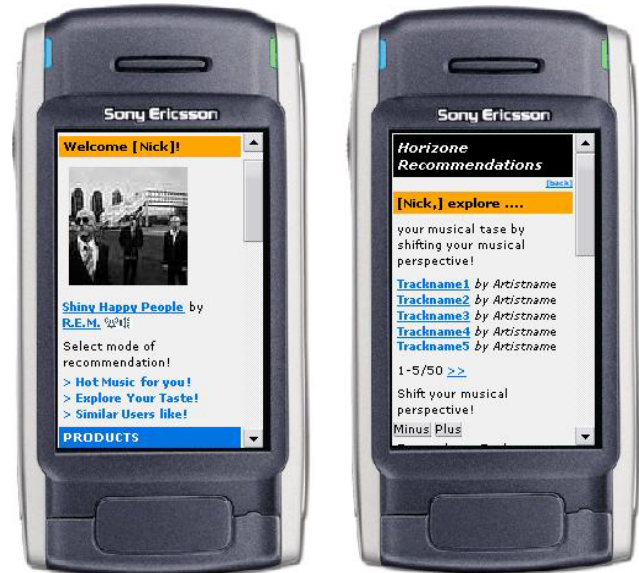 Sony Ericsson
Welcome [Nick]!
Shiny Happy People by
R.E.M.
Select mode of
recommendation!
> Hot Music for you!
> Explore Your Taste!
> Similar Users like!
PRODUCTS
Sony Ericsson
Horizone
Recommendations
[back]
[Nick,] explore ....
your musical tase by
shifting your musical
perspective!
Trackname1 by Artistname
Trackname2 by Artistname
Trackname3 by Artistname
Trackname4 by Artistname
Trackname5 by Artistname
1-5/50 >>
Shift your musical
perspective!
Minus Plus